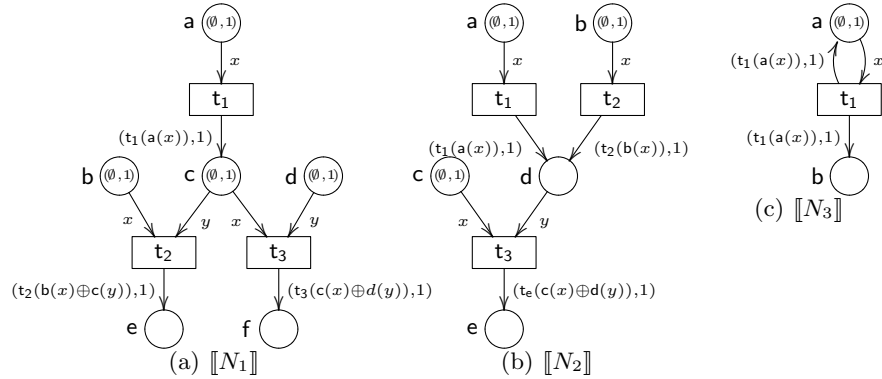 a (∅,1)
x
t₁
(t₁(a(x)),1)
b (∅,1)
c (∅,1)
d (∅,1)
x
y
x
y
t₂
t₃
(t₂(b(x)⊕c(y)),1)
(t₃(c(x)⊕d(y)),1)
e
f
(a) ⟦N₁⟧
a (∅,1)
b (∅,1)
x
x
t₁
t₂
(t₁(a(x)),1)
(t₂(b(x)),1)
c (∅,1)
d
x
y
t₃
(tₑ(c(x)⊕d(y)),1)
e
(b) ⟦N₂⟧
a (∅,1)
(t₁(a(x)),1)
x
t₁
(t₁(a(x)),1)
b
(c) ⟦N₃⟧